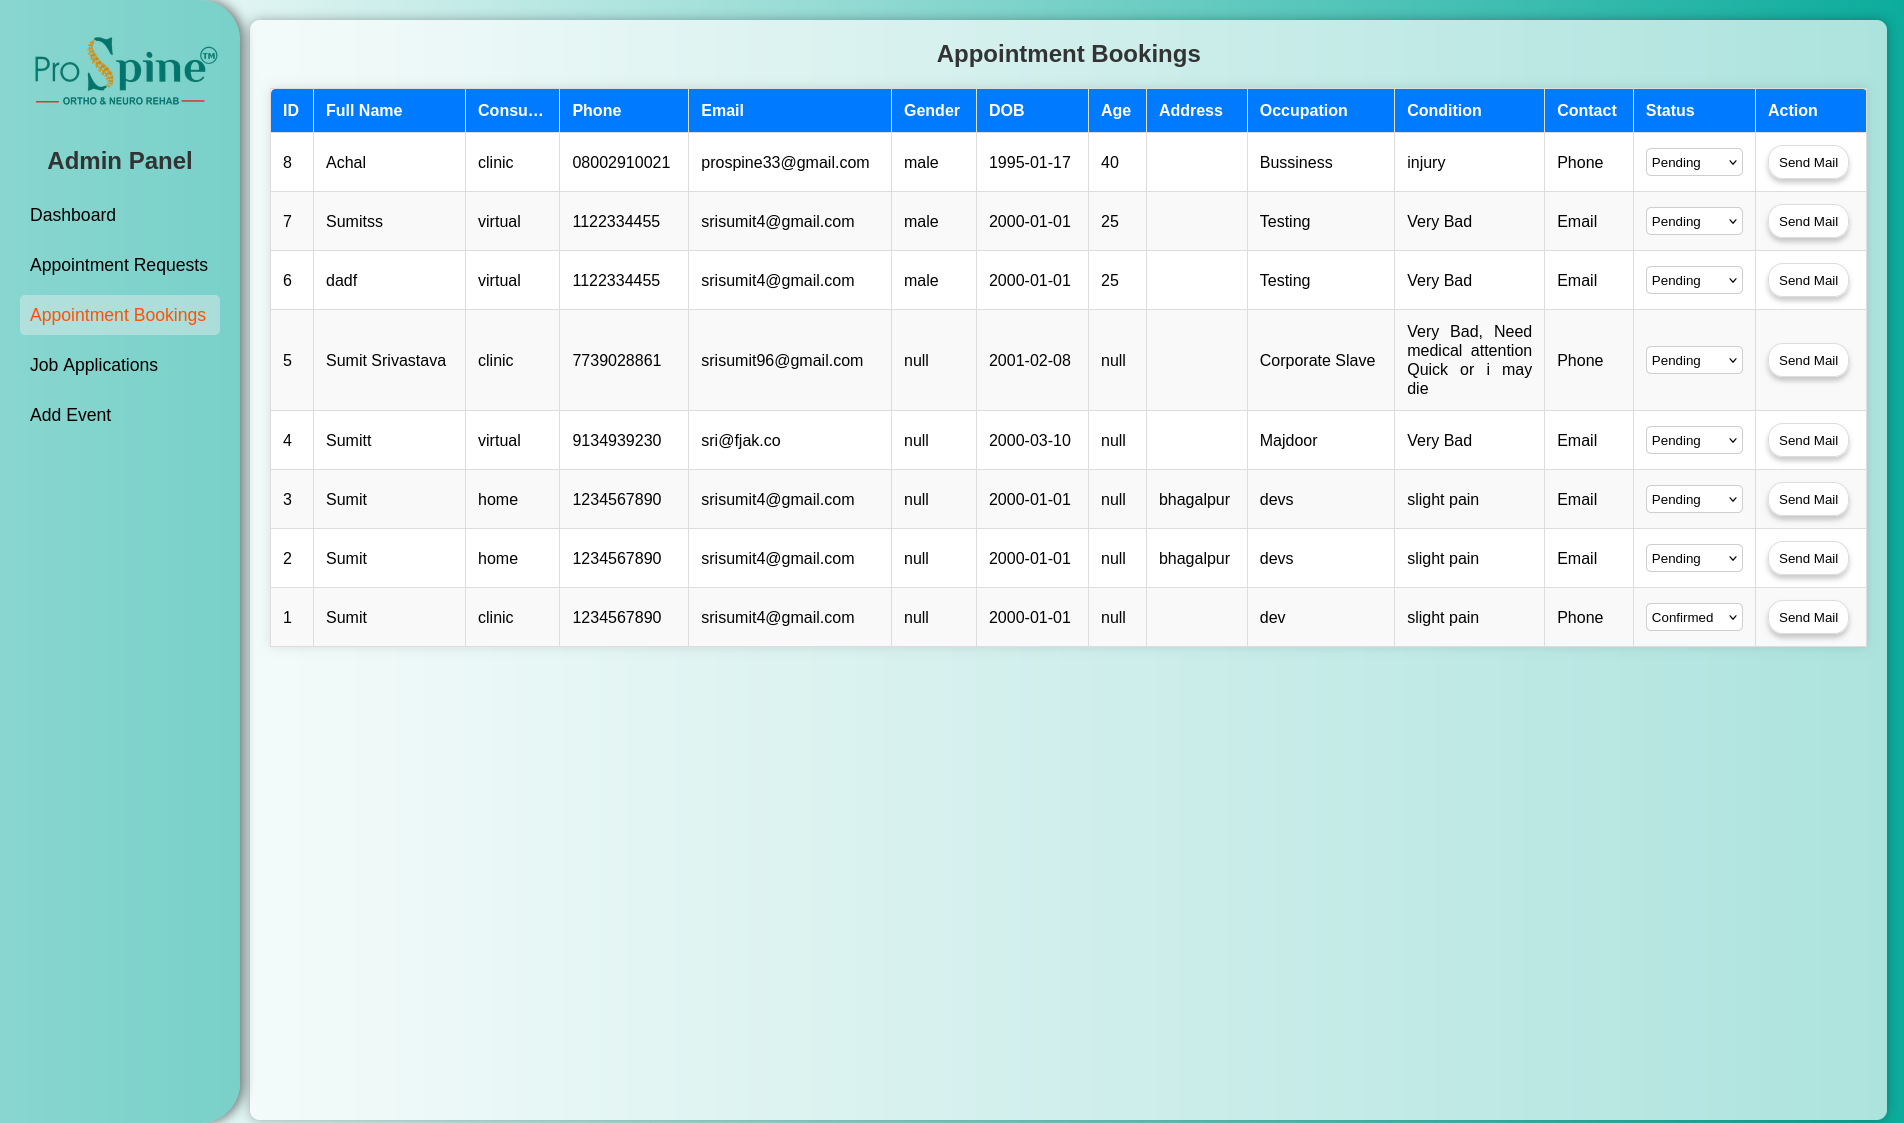 ProSpine TM
ORTHO & NEURO REHAB
Admin Panel
Dashboard
Appointment Requests
Appointment Bookings
Job Applications
Add Event
Appointment Bookings
ID Full Name Consu... Phone Email Gender DOB Age Address Occupation Condition Contact Status Action
8 Achal clinic 08002910021 prospine33@gmail.com male 1995-01-17 40 Bussiness injury Phone Pending Send Mail
7 Sumitss virtual 1122334455 srisumit4@gmail.com male 2000-01-01 25 Testing Very Bad Email Pending Send Mail
6 dadf virtual 1122334455 srisumit4@gmail.com male 2000-01-01 25 Testing Very Bad Email Pending Send Mail
5 Sumit Srivastava clinic 7739028861 srisumit96@gmail.com null 2001-02-08 null Corporate Slave Very Bad, Need
medical attention
Quick or i may
die Phone Pending Send Mail
4 Sumitt virtual 9134939230 sri@fjak.co null 2000-03-10 null Majdoor Very Bad Email Pending Send Mail
3 Sumit home 1234567890 srisumit4@gmail.com null 2000-01-01 null bhagalpur devs slight pain Email Pending Send Mail
2 Sumit home 1234567890 srisumit4@gmail.com null 2000-01-01 null bhagalpur devs slight pain Email Pending Send Mail
1 Sumit clinic 1234567890 srisumit4@gmail.com null 2000-01-01 null dev slight pain Phone Confirmed Send Mail